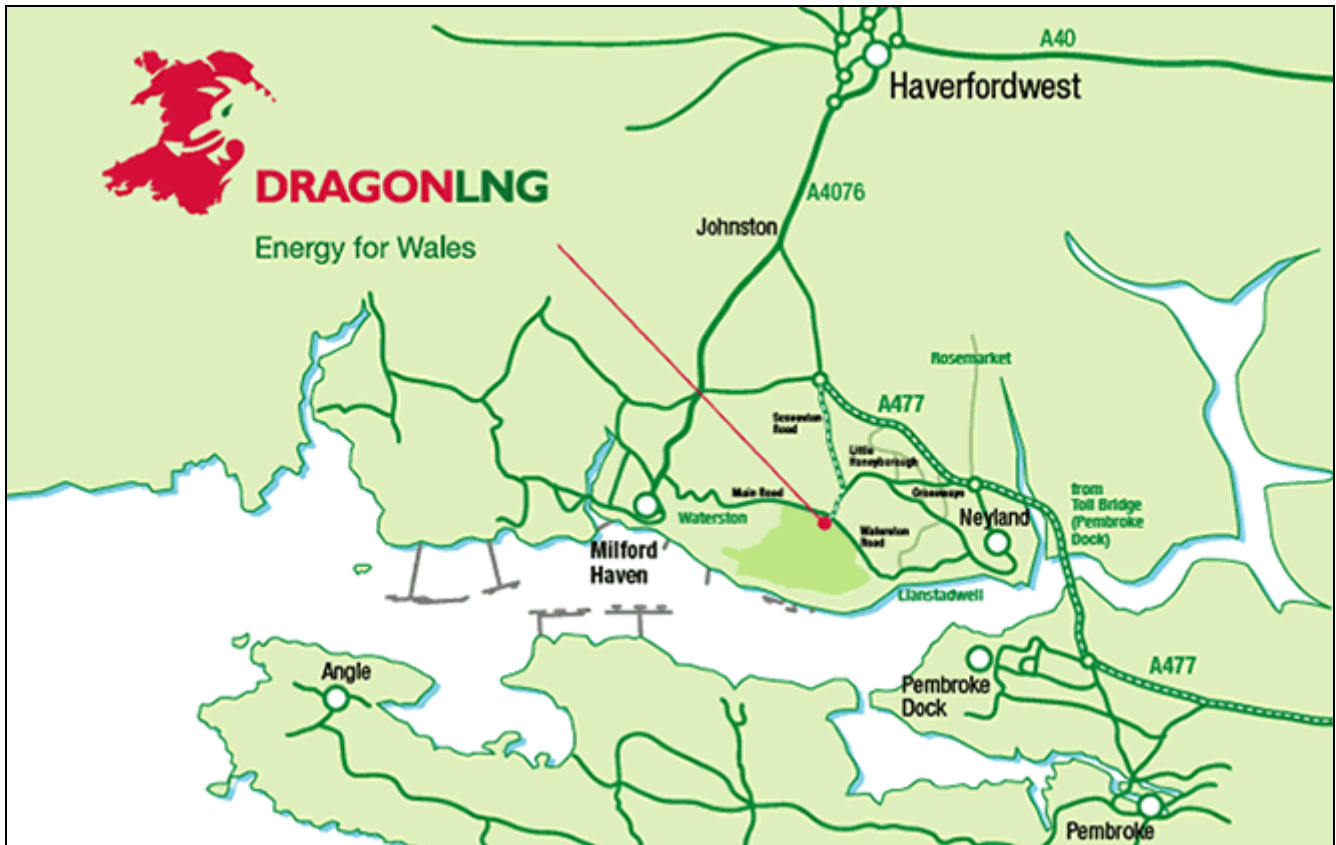 A40
Haverfordwest
DRAGONLNG
A4076
Johnston
Energy for Wales
Rosemarket
A477
Road
Little
Honeyborough
Main Road
Waterston
Neyland
from
Toll Bridge
(Pembroke
Dock)
Waterston
Road
Milford
Haven
Llanstadwell
Angle
Pembroke
Dock
A477
Pembroke